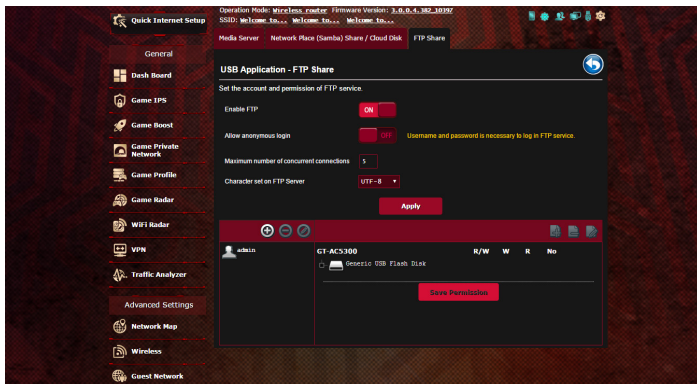 Quick Internet Setup
Operation Mode: Wireless router Firmware Version: 3.0.0.4.382_10397
SSID: Welcome to... Welcome to... Welcome to...
Media Server Network Place (Samba) Share / Cloud Disk FTP Share
General
Dash Board
Game IPS
Game Boost
Game Private
Network
Game Profile
Game Radar
WiFi Radar
VPN
Traffic Analyzer
Advanced Settings
Network Map
Wireless
Guest Network
USB Application - FTP Share
Set the account and permission of FTP service.
Enable FTP ON
Allow anonymous login OFF Username and password is necessary to log in FTP service.
Maximum number of concurrent connections 5
Character set on FTP Server UTF-8
Apply
admin
GT-AC5300 R/W W R No
Generic USB Flash Disk
Save Permission